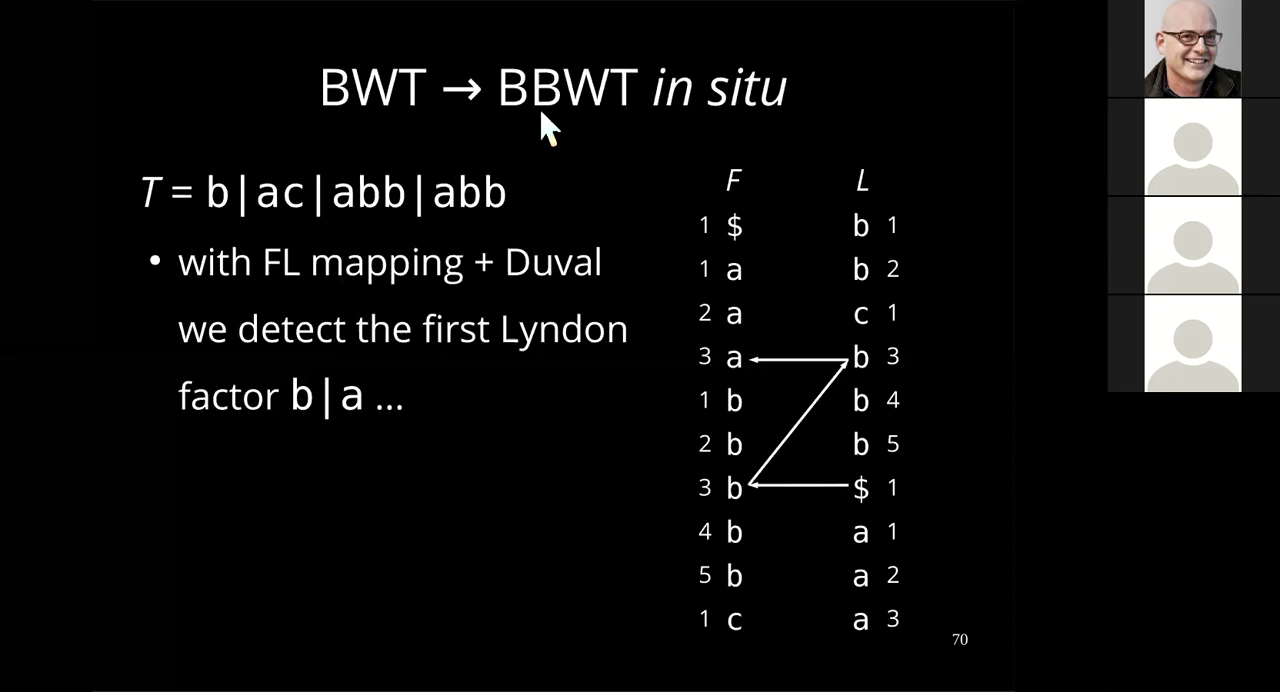 BWT → BBWT in situ
T = b|ac|abb|abb
• with FL mapping + Duval
we detect the first Lyndon
factor b|a ...
F L
1 $ b 1
1 a b 2
2 a c 1
3 a b 3
1 b b 4
2 b b 5
3 b $ 1
4 b a 1
5 b a 2
1 c a 3
70